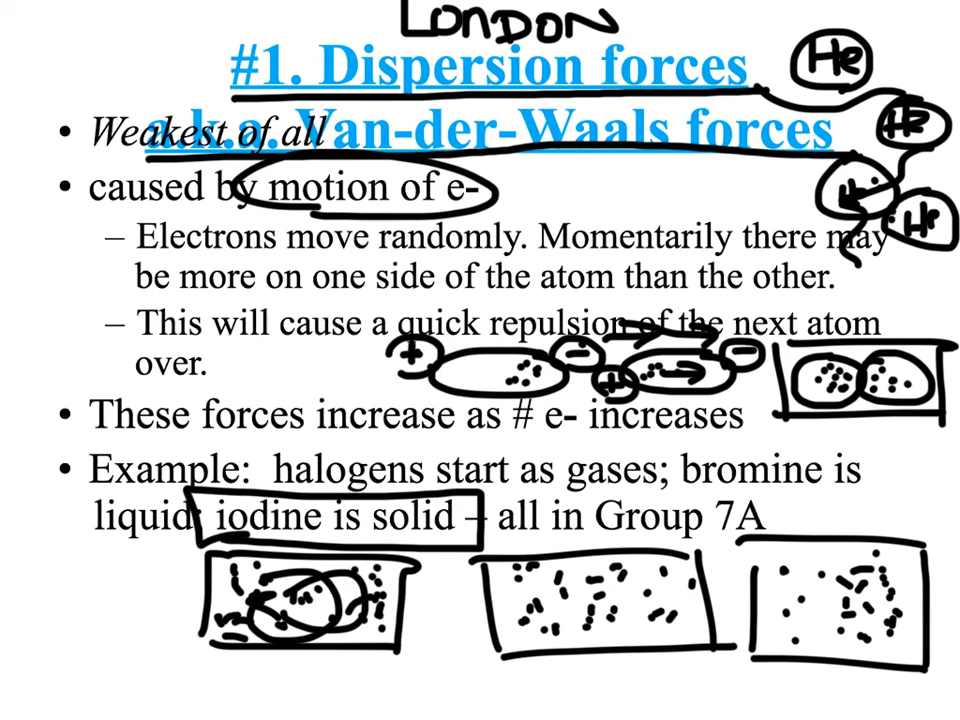 LONDON
#1. Dispersion forces
He
a.k.a. Van-der-Waals forces
He
• Weakest of all
• caused by motion of e-
He
– Electrons move randomly. Momentarily there may
be more on one side of the atom than the other.
– This will cause a quick repulsion of the next atom
over.
+ − + −
• These forces increase as # e- increases
• Example: halogens start as gases; bromine is
liquid; iodine is solid – all in Group 7A